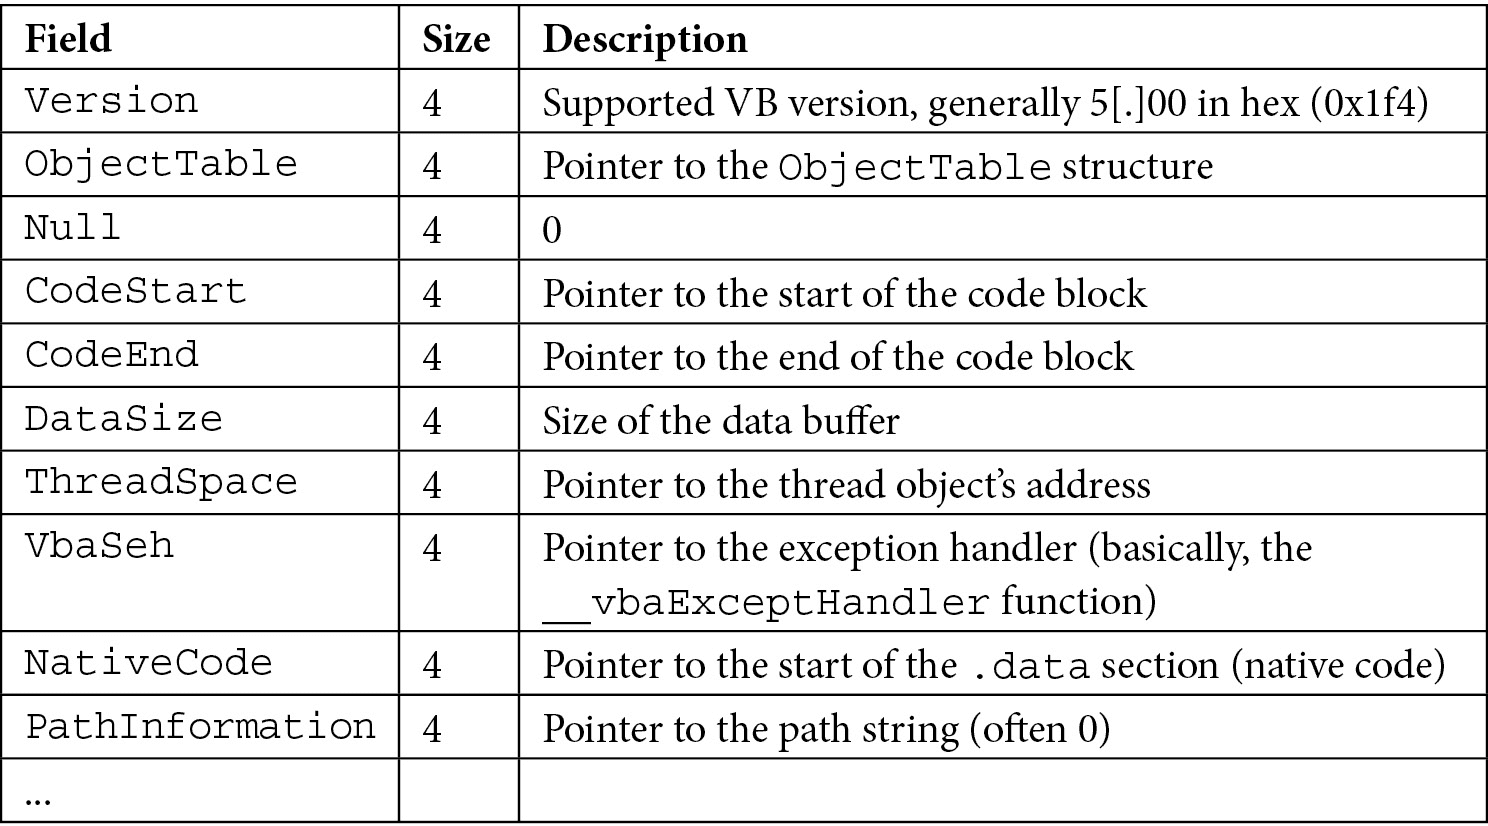 Field Size Description
Version 4 Supported VB version, generally 5[.]00 in hex (0x1f4)
ObjectTable 4 Pointer to the ObjectTable structure
Null 4 0
CodeStart 4 Pointer to the start of the code block
CodeEnd 4 Pointer to the end of the code block
DataSize 4 Size of the data buffer
ThreadSpace 4 Pointer to the thread object’s address
VbaSeh 4 Pointer to the exception handler (basically, the
__vbaExceptHandler function)
NativeCode 4 Pointer to the start of the .data section (native code)
PathInformation 4 Pointer to the path string (often 0)
...